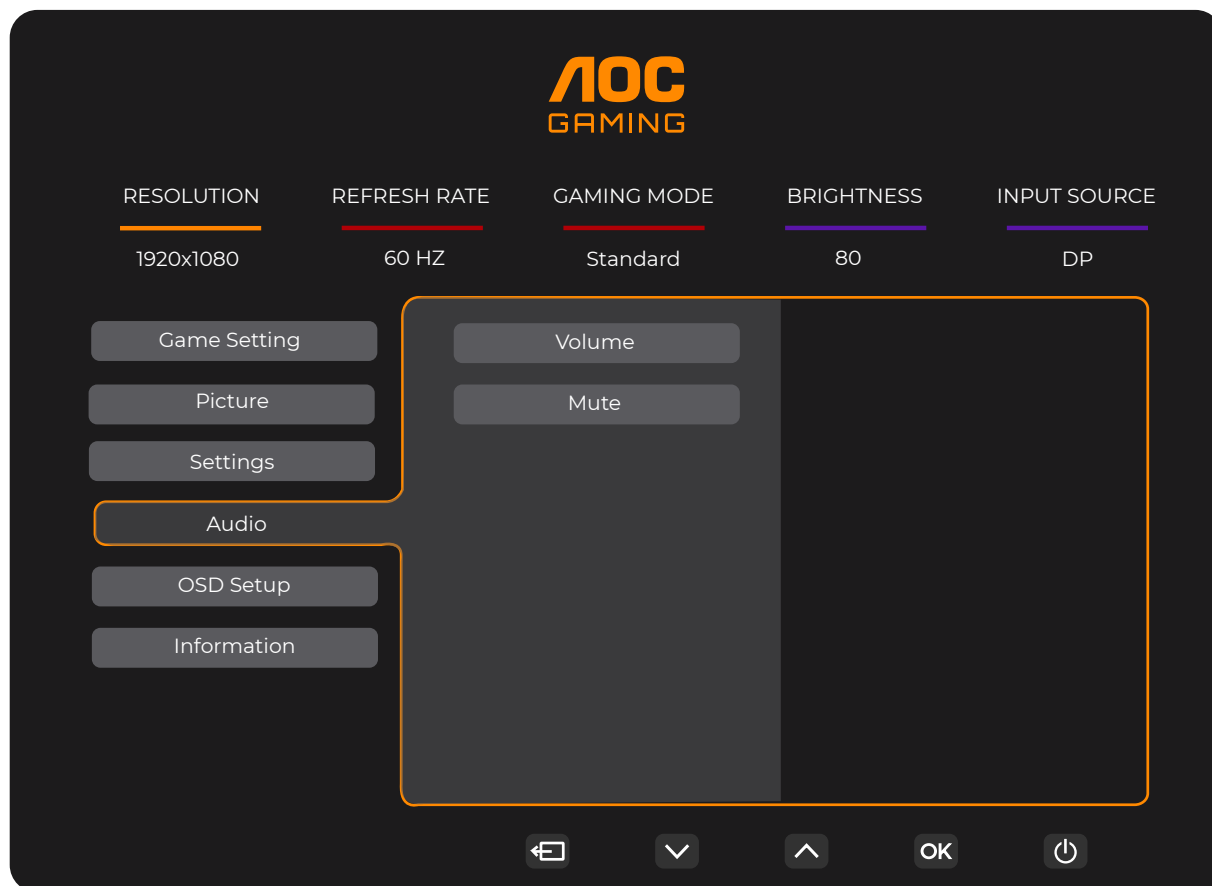 AOC
GAMING
RESOLUTION REFRESH RATE GAMING MODE BRIGHTNESS INPUT SOURCE
1920x1080 60 HZ Standard 80 DP
Game Setting
Volume
Picture
Mute
Settings
Audio
OSD Setup
Information
OK